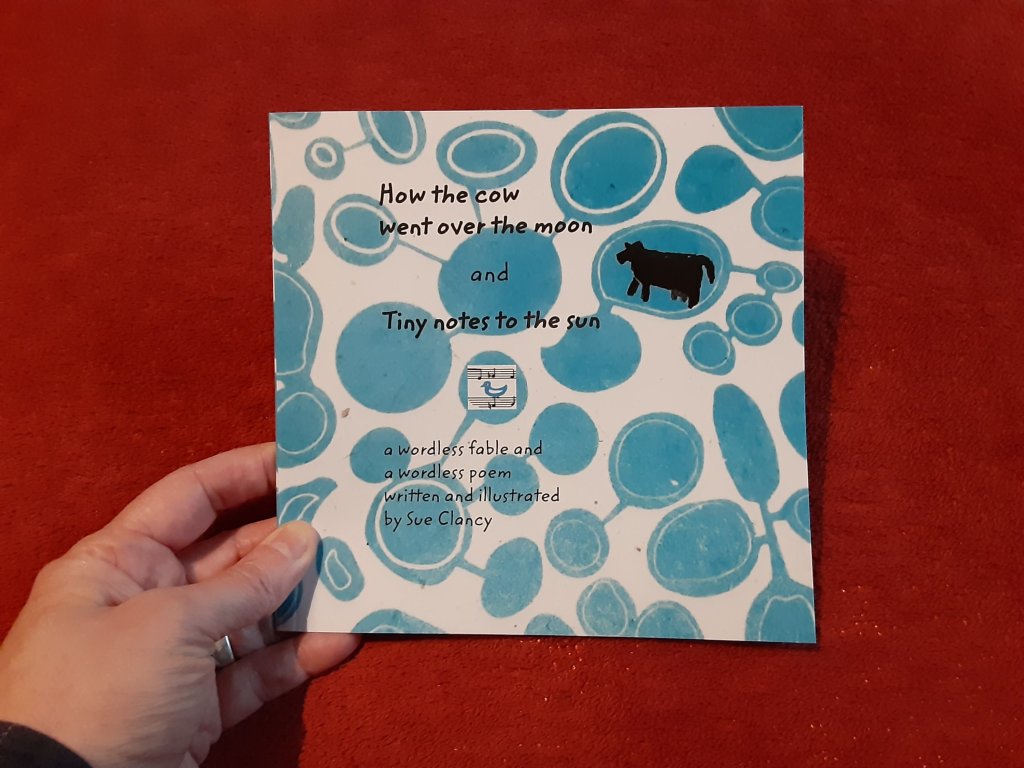 How the cow
went over the moon
and
Tiny notes to the sun
a wordless fable and
a wordless poem
written and illustrated
by Sue Clancy